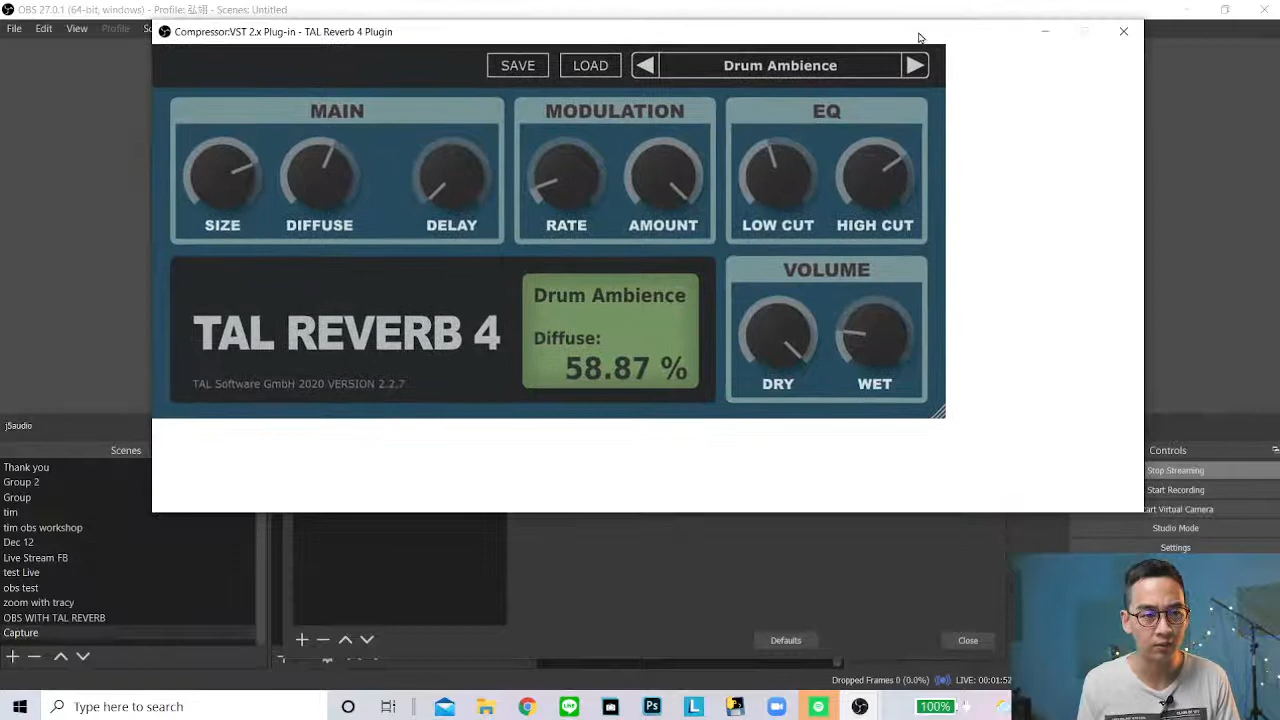 OBS 27.0.1 (64-bit, windows) - Profile: 弘翊 - Scenes: Untitled
File Edit View Profile
Compressor:VST 2.x Plug-in - TAL Reverb 4 Plugin
SAVE LOAD Drum Ambience
MAIN MODULATION EQ
SIZE DIFFUSE DELAY RATE AMOUNT LOW CUT HIGH CUT
VOLUME
Drum Ambience
TAL REVERB 4
Diffuse:
58.87 %
TAL Software GmbH 2020 VERSION 2.2.7
DRY WET
Scenes
Thank you
Group 2
Group
tim
tim obs workshop
Dec 12
Live Stream FB
test Live
obs test
zoom with tracy
OBS WITH TAL REVERB
Capture
Controls
Stop Streaming
Start Recording
tart Virtual Camera
Studio Mode
Settings
Defaults Close
Dropped Frames 0 (0.0%) LIVE: 00:01:52
Type here to search
100%